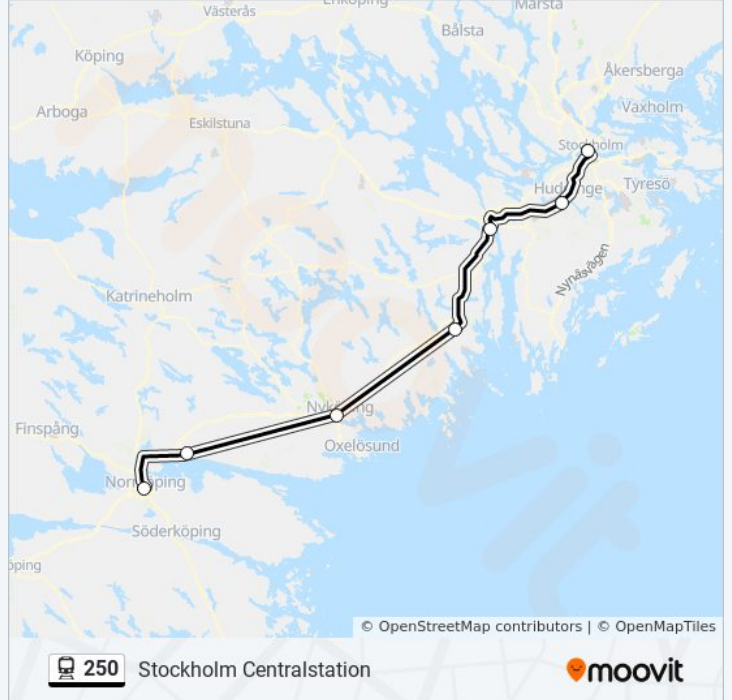 Enköping
Märsta
Västerås
Bålsta
Köping
Åkersberga
Arboga
Vaxholm
Eskilstuna
Stockholm
Huddinge
Tyresö
Nynäsvägen
Katrineholm
Nyköping
Finspång
Oxelösund
Norrköping
Söderköping
öping
© OpenStreetMap contributors | © OpenMapTiles
250 Stockholm Centralstation
moovit